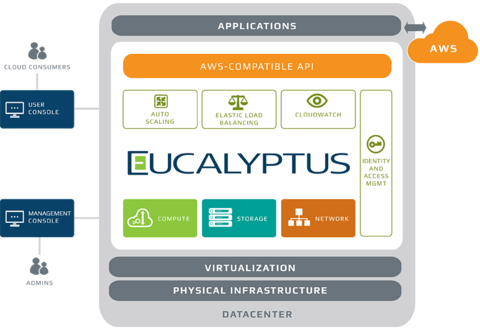 APPLICATIONS
AWS
CLOUD CONSUMERS
AWS-COMPATIBLE API
USER
CONSOLE
AUTO
SCALING
ELASTIC LOAD
BALANCING
CLOUDWATCH
IDENTITY
AND
ACCESS
MGMT
EUCALYPTUS
MANAGEMENT
CONSOLE
COMPUTE
STORAGE
NETWORK
ADMINS
VIRTUALIZATION
PHYSICAL INFRASTRUCTURE
DATACENTER